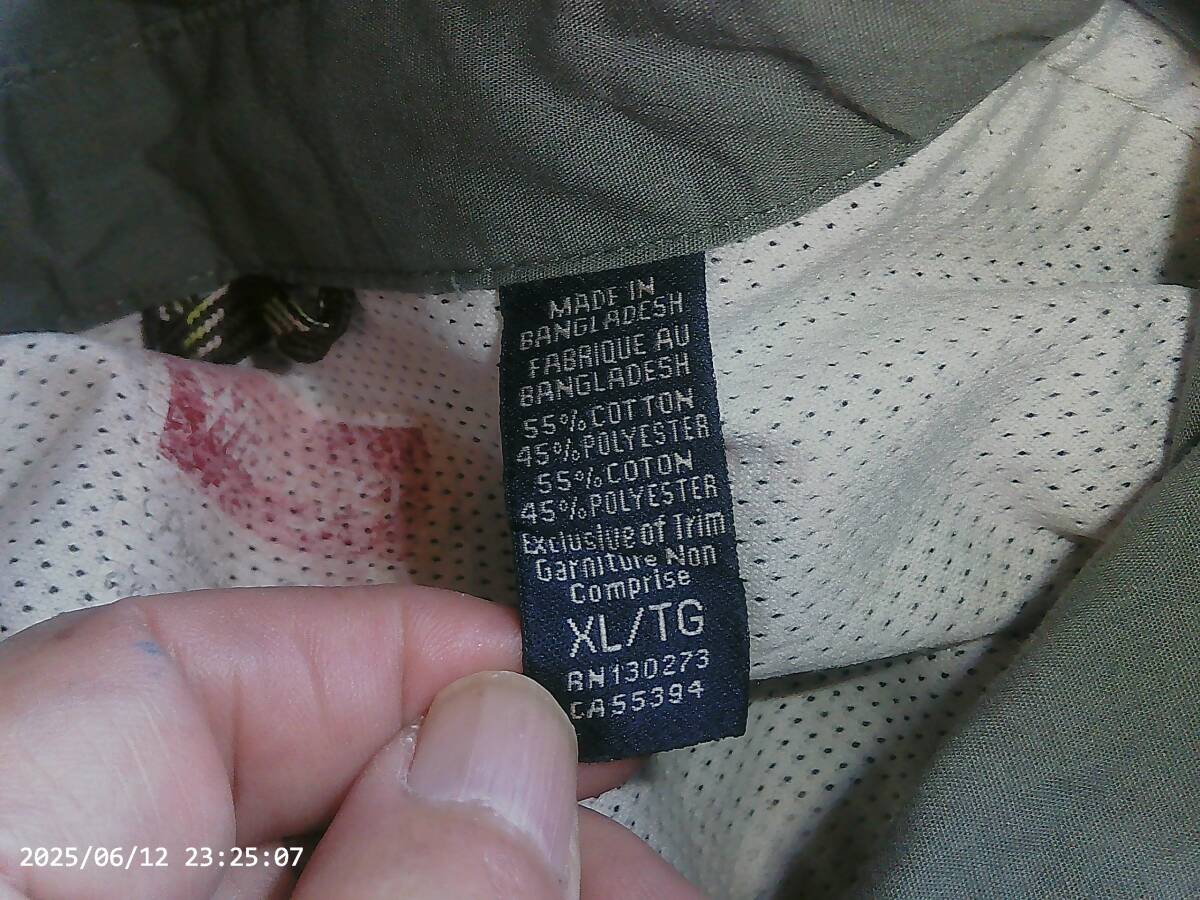 MADE IN
BANGLADESH
FABRIQUE AU
BANGLADESH
55% COTTON
45% POLYESTER
55% COTON
45% POLYESTER
Exclusive of Trim
Garniture Non
Comprise
XL/TG
RN130273
CA55394
2025/06/12 23:25:07